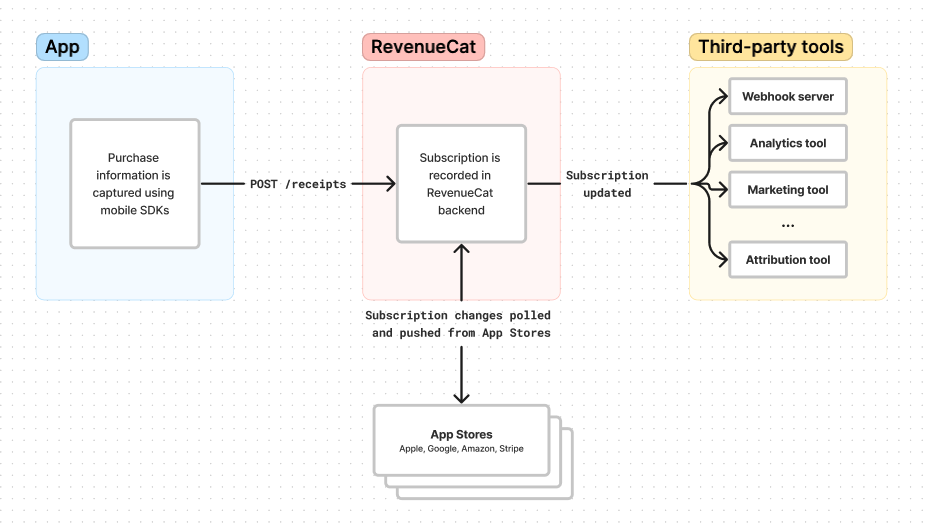 App
RevenueCat
Third-party tools
Purchase
information is
captured using
mobile SDKs
POST /receipts
Subscription is
recorded in
RevenueCat
backend
Subscription
updated
Webhook server
Analytics tool
Marketing tool
...
Attribution tool
Subscription changes polled
and pushed from App Stores
App Stores
Apple, Google, Amazon, Stripe